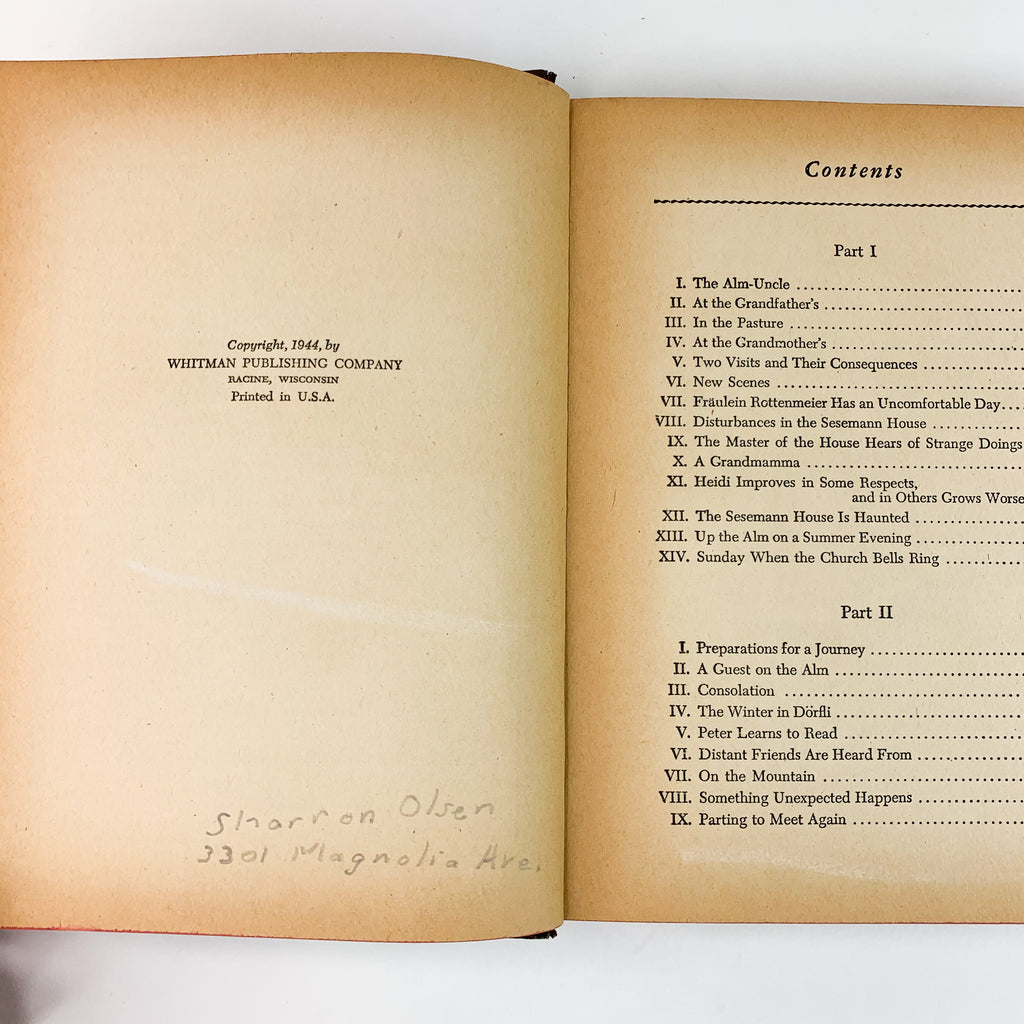 Copyright, 1944, by
WHITMAN PUBLISHING COMPANY
RACINE, WISCONSIN
Printed in U.S.A.
Sharron Olsen
3301 Magnolia Ave.
Contents
Part I
I. The Alm-Uncle ....................
II. At the Grandfather's ....................
III. In the Pasture ....................
IV. At the Grandmother's ....................
V. Two Visits and Their Consequences ...........
VI. New Scenes ....................
VII. Fräulein Rottenmeier Has an Uncomfortable Day....
VIII. Disturbances in the Sesemann House ...........
IX. The Master of the House Hears of Strange Doings
X. A Grandmamma ....................
XI. Heidi Improves in Some Respects,
and in Others Grows Worse
XII. The Sesemann House Is Haunted ............
XIII. Up the Alm on a Summer Evening ............
XIV. Sunday When the Church Bells Ring .........
Part II
I. Preparations for a Journey ..................
II. A Guest on the Alm ....................
III. Consolation ....................
IV. The Winter in Dörfli ....................
V. Peter Learns to Read ....................
VI. Distant Friends Are Heard From ............
VII. On the Mountain ....................
VIII. Something Unexpected Happens ............
IX. Parting to Meet Again ....................